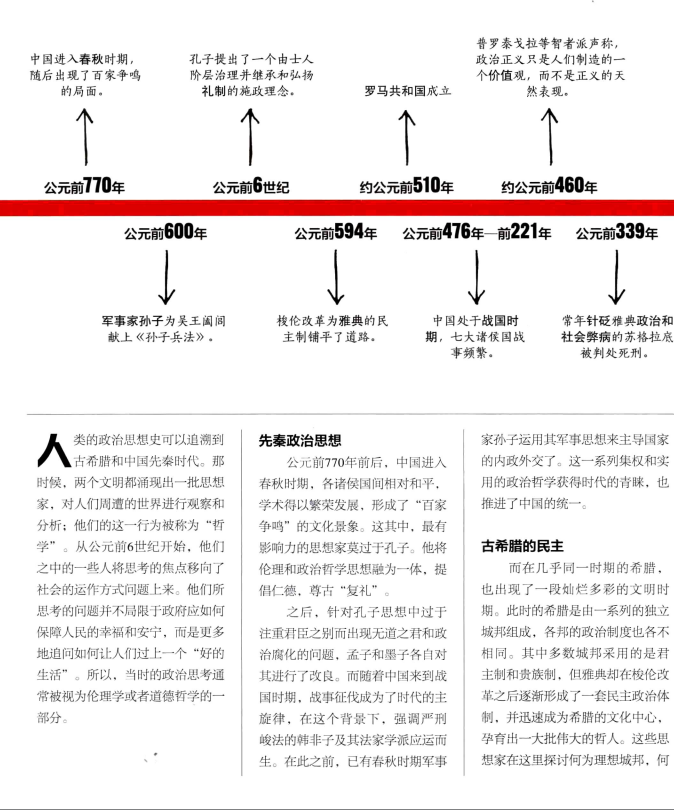 中国进入春秋时期，
随后出现了百家争鸣
的局面。
公元前770年
孔子提出了一个由士人
阶层治理并继承和弘扬
礼制的施政理念。
公元前6世纪
罗马共和国成立
约公元前510年
普罗泰戈拉等智者派声称，
政治正义只是人们制造的一
个价值观，而不是正义的天
然表现。
约公元前460年
公元前600年
军事家孙子为吴王阖闾
献上《孙子兵法》。
公元前594年
梭伦改革为雅典的民
主制铺平了道路。
公元前476年—前221年
中国处于战国时
期，七大诸侯国战
事频繁。
公元前339年
常年针砭雅典政治和
社会弊病的苏格拉底
被判处死刑。
人类的政治思想史可以追溯到
古希腊和中国先秦时代。那
时候，两个文明都涌现出一批思想
家，对人们周遭的世界进行观察和
分析；他们的这一行为被称为“哲
学”。从公元前6世纪开始，他们
之中的一些人将思考的焦点移向了
社会的运作方式问题上来。他们所
思考的问题并不局限于政府应如何
保障人民的幸福和安宁，而是更多
地追问如何让人们过上一个“好的
生活”。所以，当时的政治思考通
常被视为伦理学或者道德哲学的一
部分。
先秦政治思想
公元前770年前后，中国进入
春秋时期，各诸侯国间相对和平，
学术得以繁荣发展，形成了“百家
争鸣”的文化景象。这其中，最有
影响力的思想家莫过于孔子。他将
伦理和政治哲学思想融为一体，提
倡仁德，尊古“复礼”。
之后，针对孔子思想中过于
注重君臣之别而出现无道之君和政
治腐化的问题，孟子和墨子各自对
其进行了改良。而随着中国来到战
国时期，战事征伐成为了时代的主
旋律，在这个背景下，强调严刑
峻法的韩非子及其法家学派应运而
生。在此之前，已有春秋时期军事
家孙子运用其军事思想来主导国家
的内政外交了。这一系列集权和实
用的政治哲学获得时代的青睐，也
推进了中国的统一。
古希腊的民主
而在几乎同一时期的希腊，
也出现了一段灿烂多彩的文明时
期。此时的希腊是由一系列的独立
城邦组成，各邦的政治制度也各不
相同。其中多数城邦采用的是君
主制和贵族制，但雅典却在梭伦改
革之后逐渐形成了一套民主政治体
制，并迅速成为希腊的文化中心，
孕育出一大批伟大的哲人。这些思
想家在这里探讨何为理想城邦，何